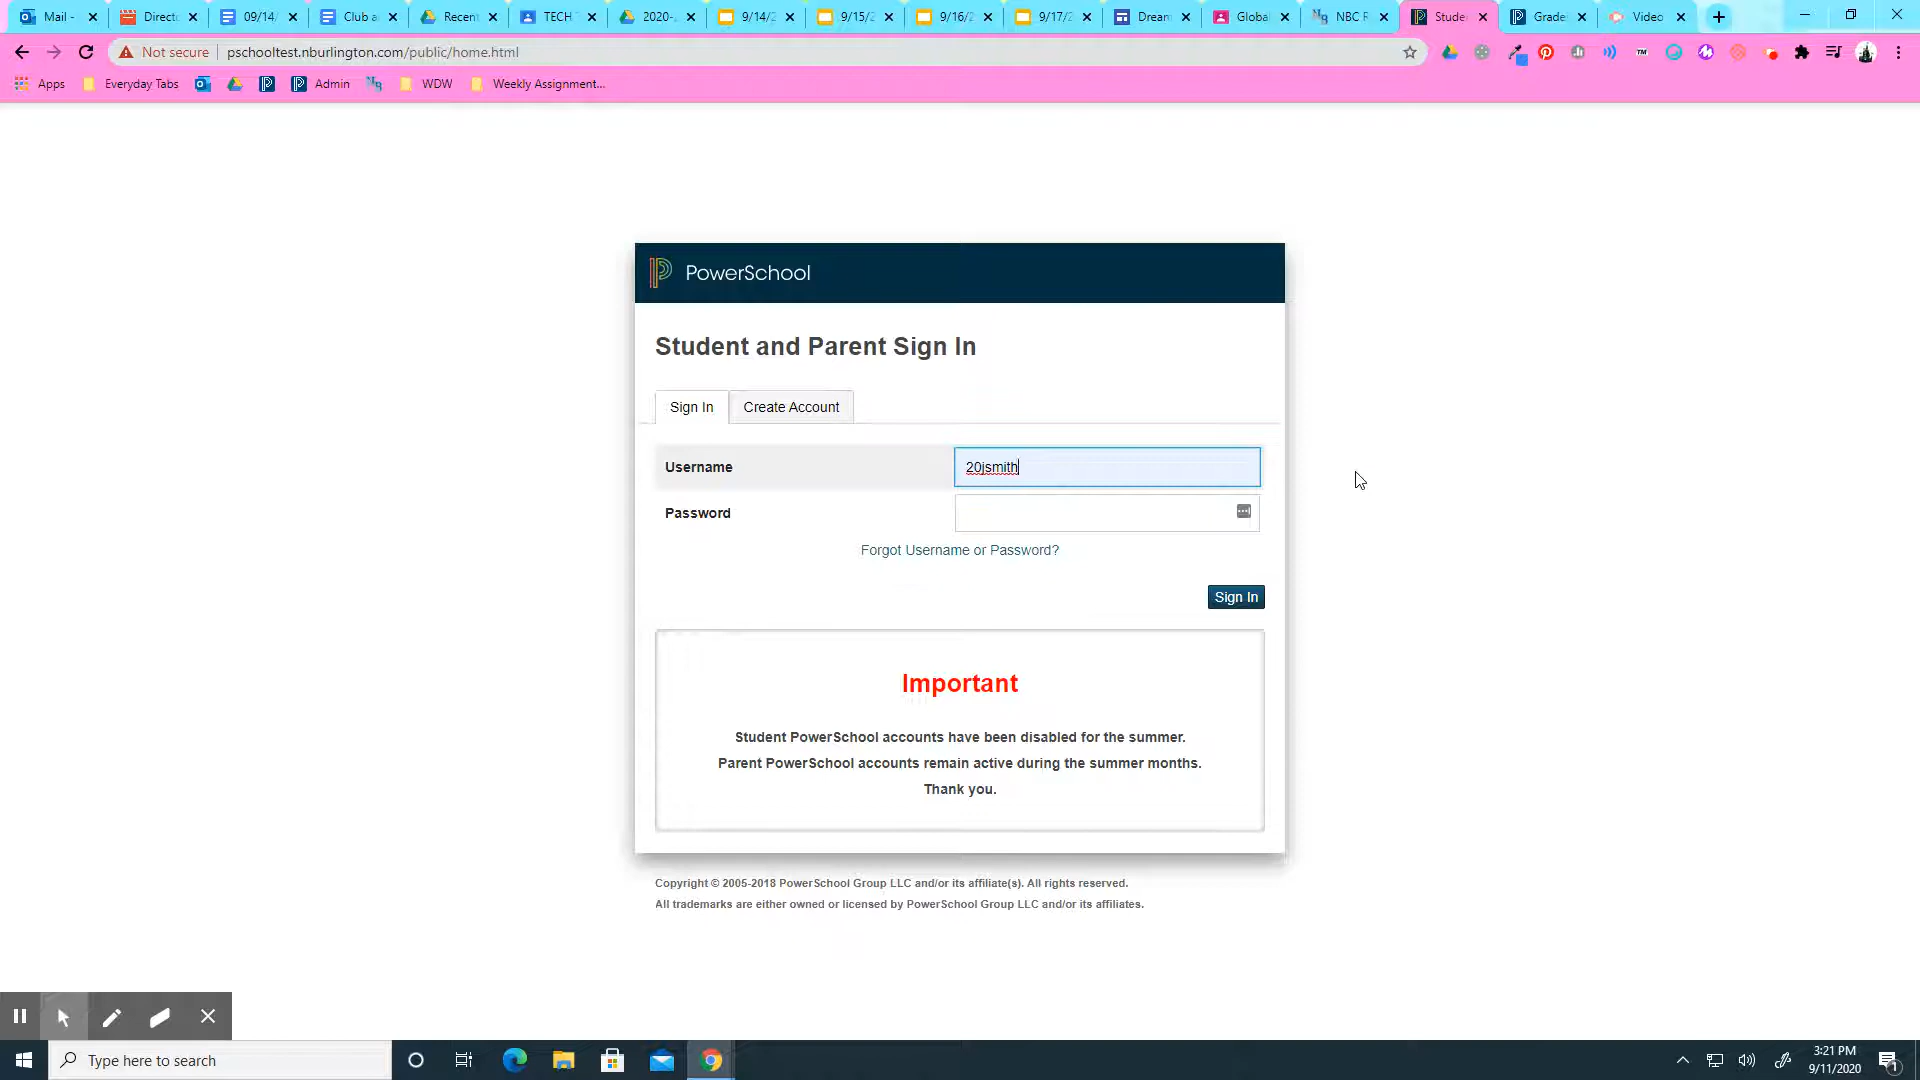 Mail -
Direct
09/14
Club a
Recen
TECH
2020-
9/14/2
9/15/2
9/16/2
9/17/2
Dream
Global
NBC R
Stude
Grade
Video
Not secure
pschooltest.nburlington.com/public/home.html
Apps
Everyday Tabs
Admin
WDW
Weekly Assignment...
PowerSchool
Student and Parent Sign In
Sign In
Create Account
Username
20jsmith
Password
Forgot Username or Password?
Sign In
Important
Student PowerSchool accounts have been disabled for the summer.
Parent PowerSchool accounts remain active during the summer months.
Thank you.
Copyright © 2005-2018 PowerSchool Group LLC and/or its affiliate(s). All rights reserved.
All trademarks are either owned or licensed by PowerSchool Group LLC and/or its affiliates.
Type here to search
3:21 PM
9/11/2020
1